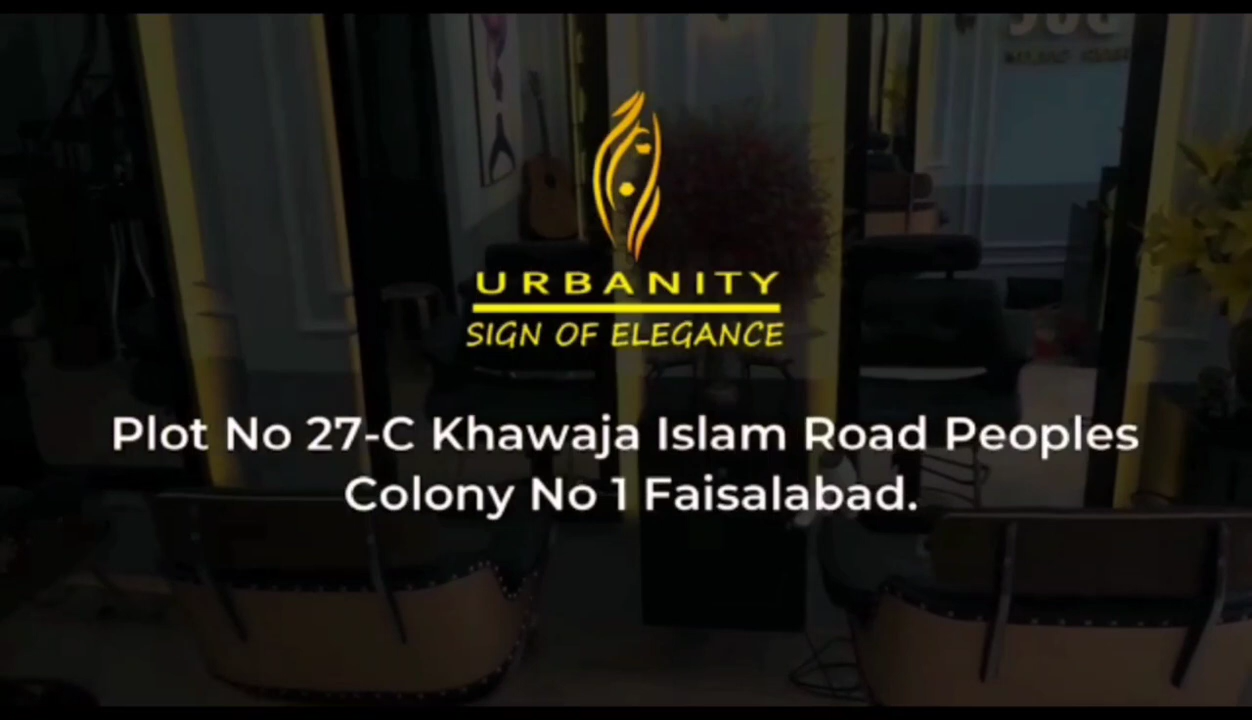 URBANITY
SIGN OF ELEGANCE
Plot No 27-C Khawaja Islam Road Peoples
Colony No 1 Faisalabad.